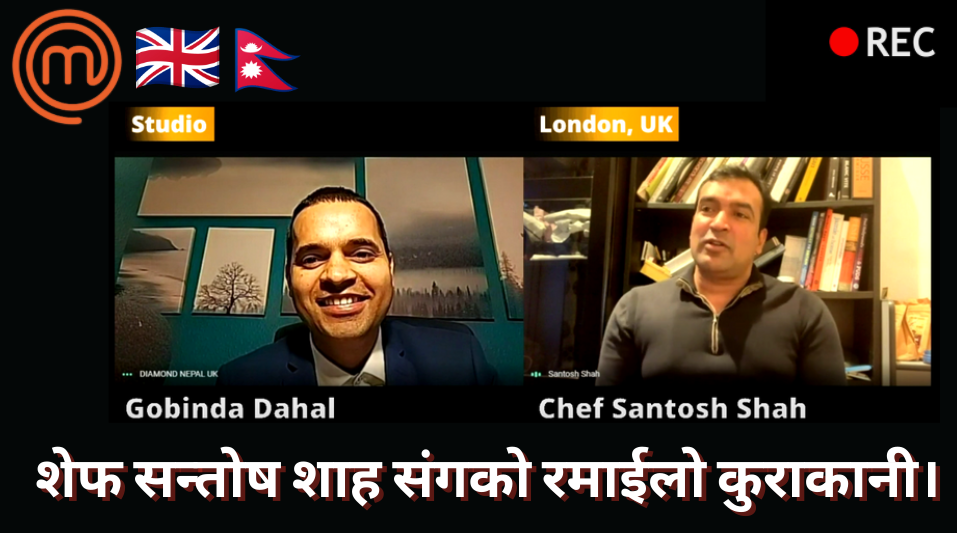 m
REC
Studio
London, UK
DIAMOND NEPAL UK
Santosh Shah
Gobinda Dahal
Chef Santosh Shah
शेफ सन्तोष शाह संगको रमाईलो कुराकानी।